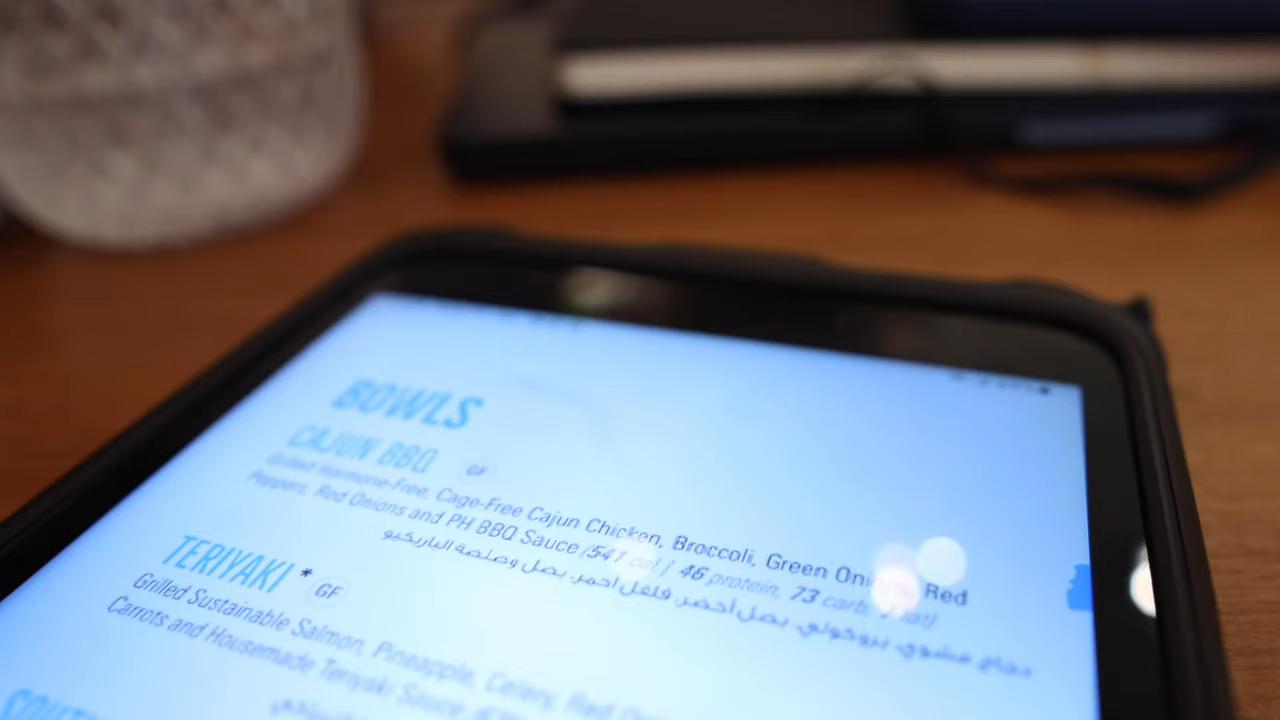 BOWLS
CAJUN BBQ GF
Grilled Hormone-Free, Cage-Free Cajun Chicken, Broccoli, Green Onions, Red
Peppers, Red Onions and PH BBQ Sauce (541 cal / 46 protein, 73 carb, fat)
دجاج مشوي، بروكولي، بصل أخضر، فلفل أحمر، بصل وصلصة الباربكيو
TERIYAKI * GF
Grilled Sustainable Salmon, Pineapple, Celery, Red
Carrots and Housemade Teriyaki Sauce